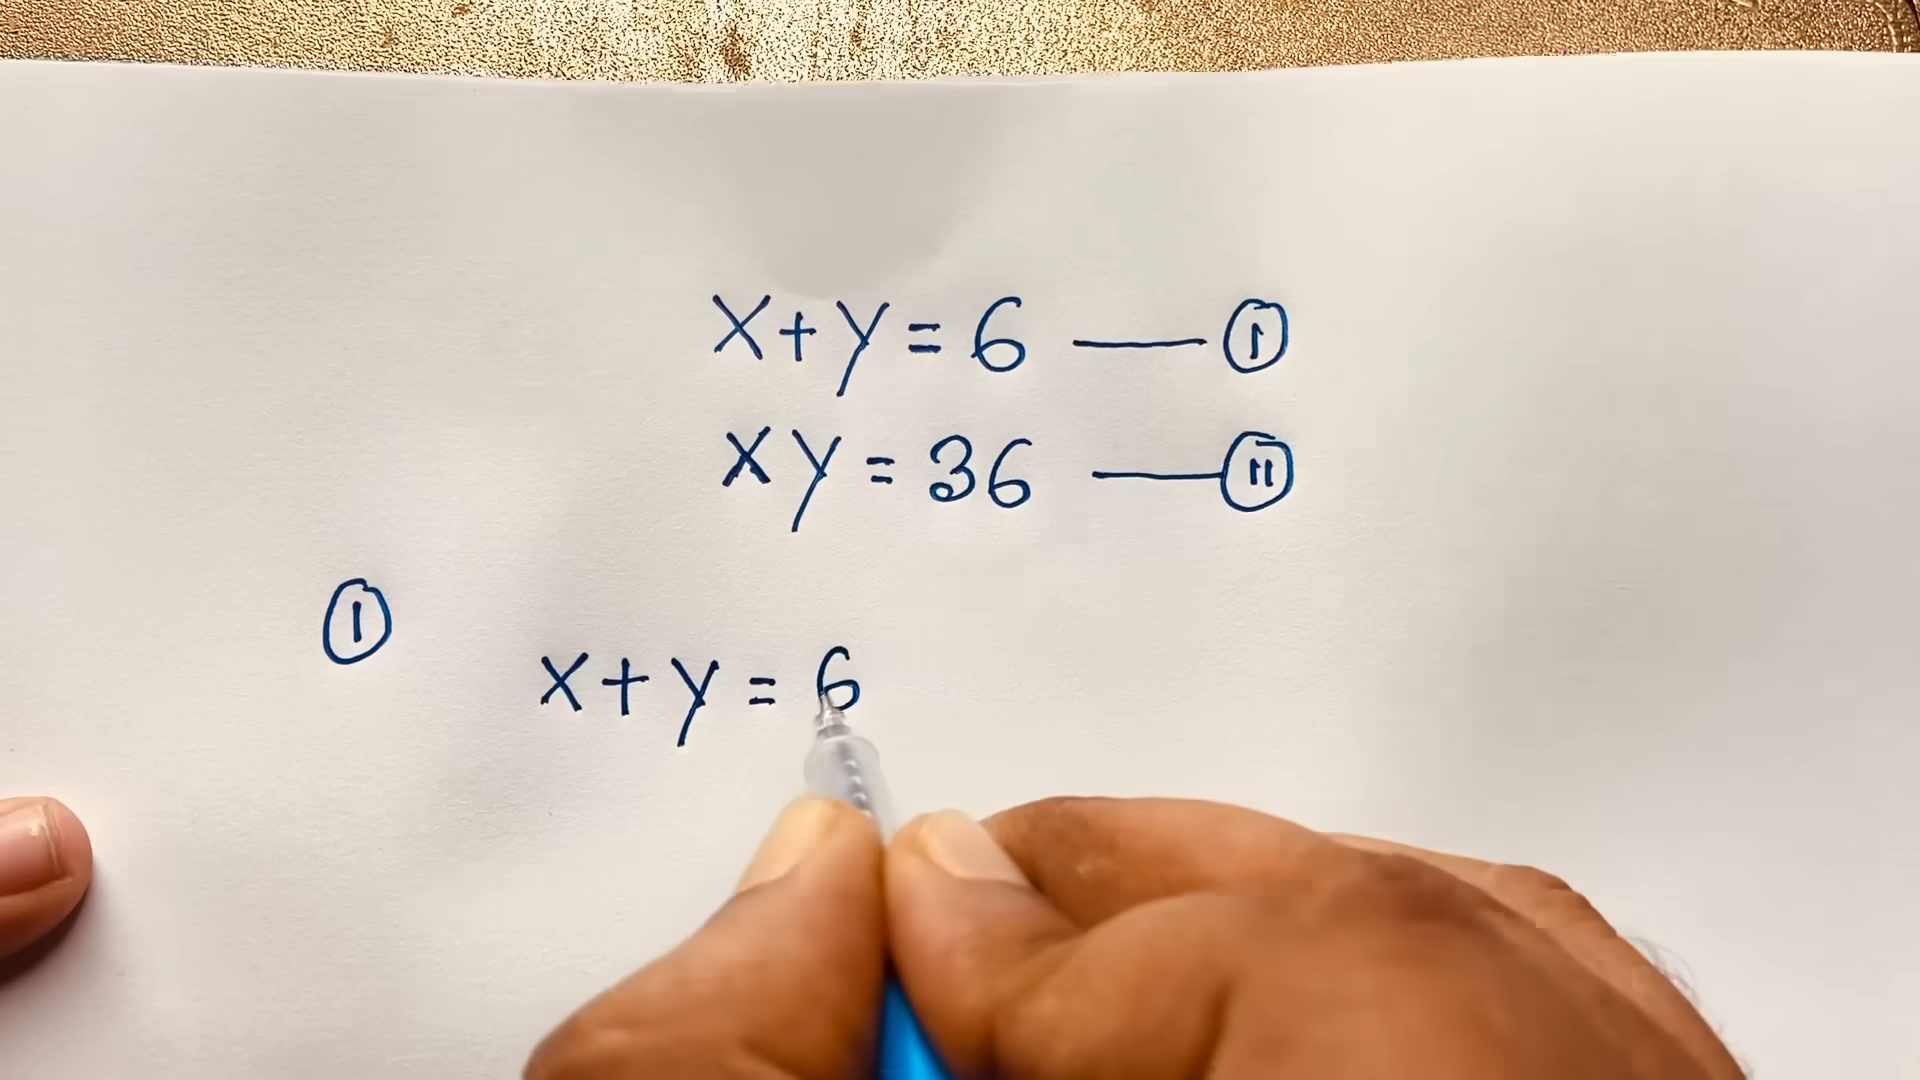 x+y=6 — ①
xy=36 — ⑪
①
x+y=6